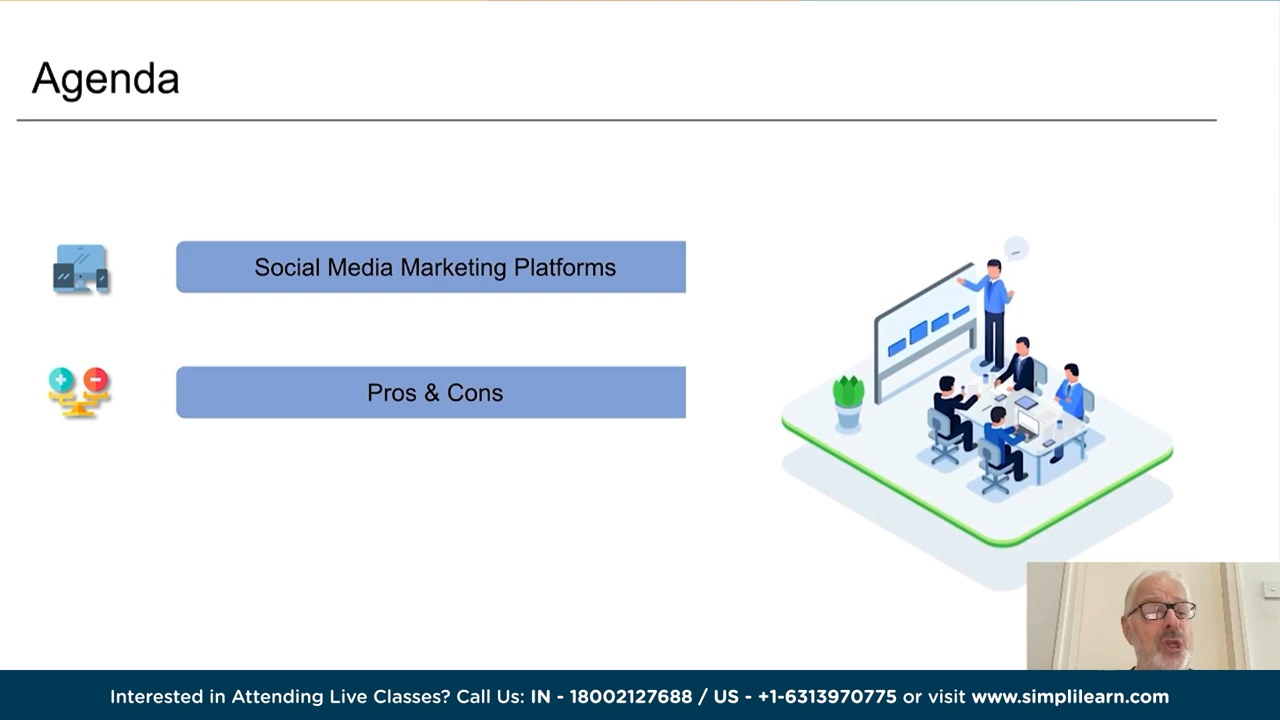 Agenda
Social Media Marketing Platforms
Pros & Cons
Interested in Attending Live Classes? Call Us: IN - 18002127688 / US - +1-6313970775 or visit www.simplilearn.com